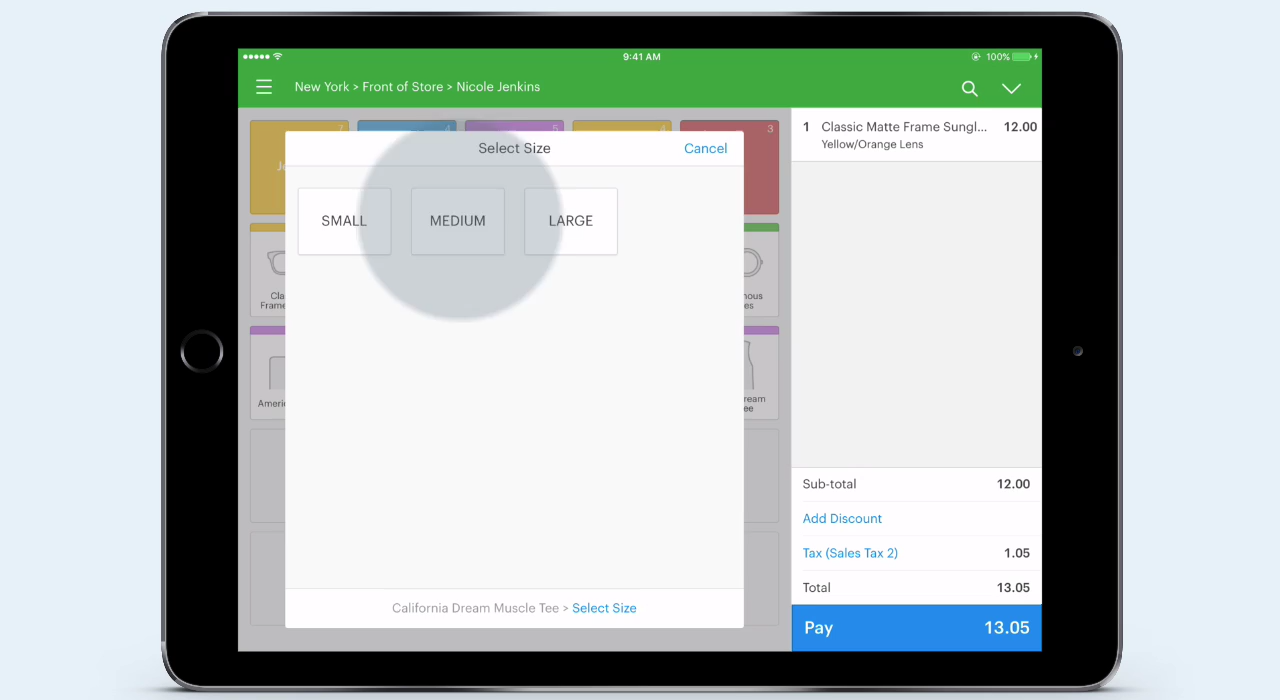 9:41 AM
100%
New York > Front of Store > Nicole Jenkins
3
Select Size
Cancel
SMALL
MEDIUM
LARGE
California Dream Muscle Tee > Select Size
1 Classic Matte Frame Sungl... 12.00
Yellow/Orange Lens
Sub-total 12.00
Add Discount
Tax (Sales Tax 2) 1.05
Total 13.05
Pay 13.05